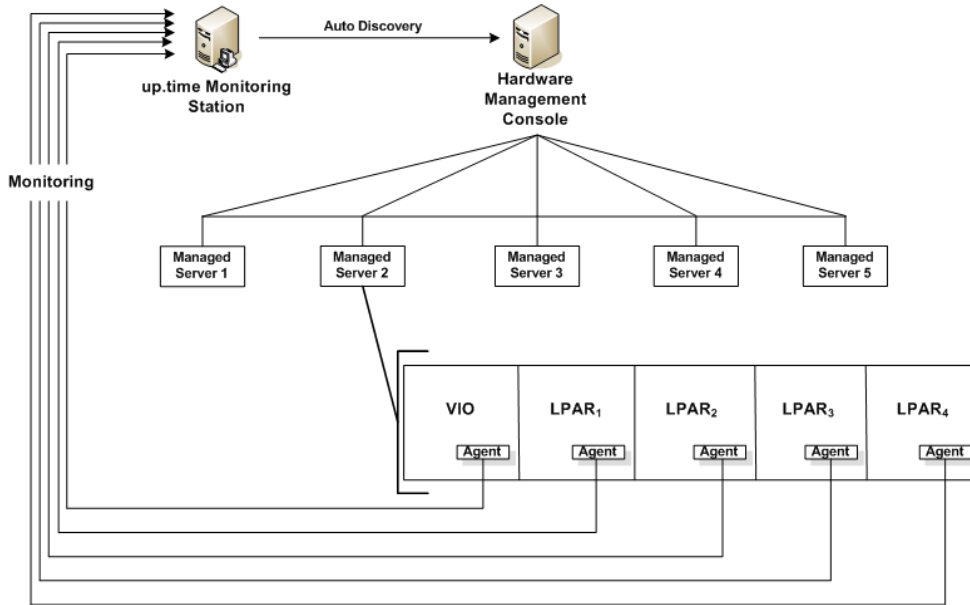 Auto Discovery
up.time Monitoring
Station
Hardware
Management
Console
Monitoring
Managed
Server 1
Managed
Server 2
Managed
Server 3
Managed
Server 4
Managed
Server 5
VIO
LPAR₁
LPAR₂
LPAR₃
LPAR₄
Agent
Agent
Agent
Agent
Agent